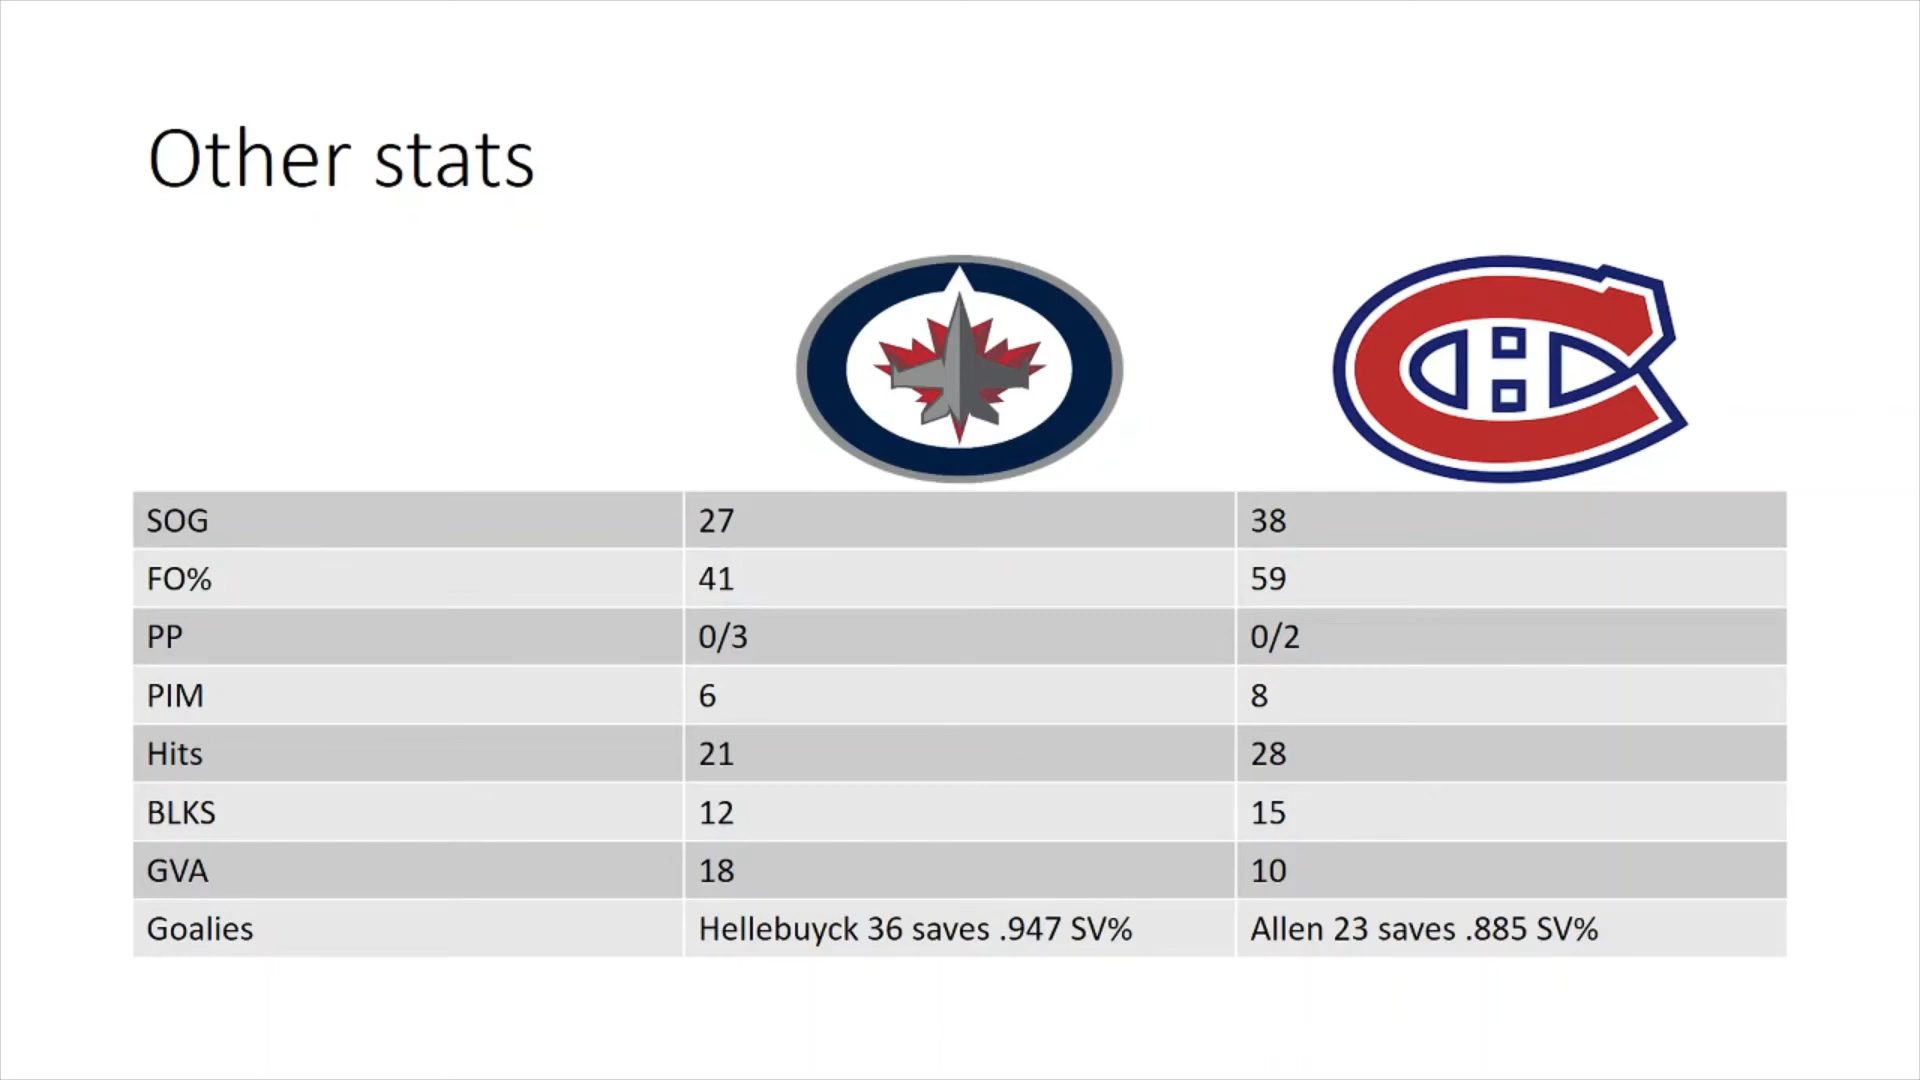 Other stats
SOG 27 38
FO% 41 59
PP 0/3 0/2
PIM 6 8
Hits 21 28
BLKS 12 15
GVA 18 10
Goalies Hellebuyck 36 saves .947 SV% Allen 23 saves .885 SV%